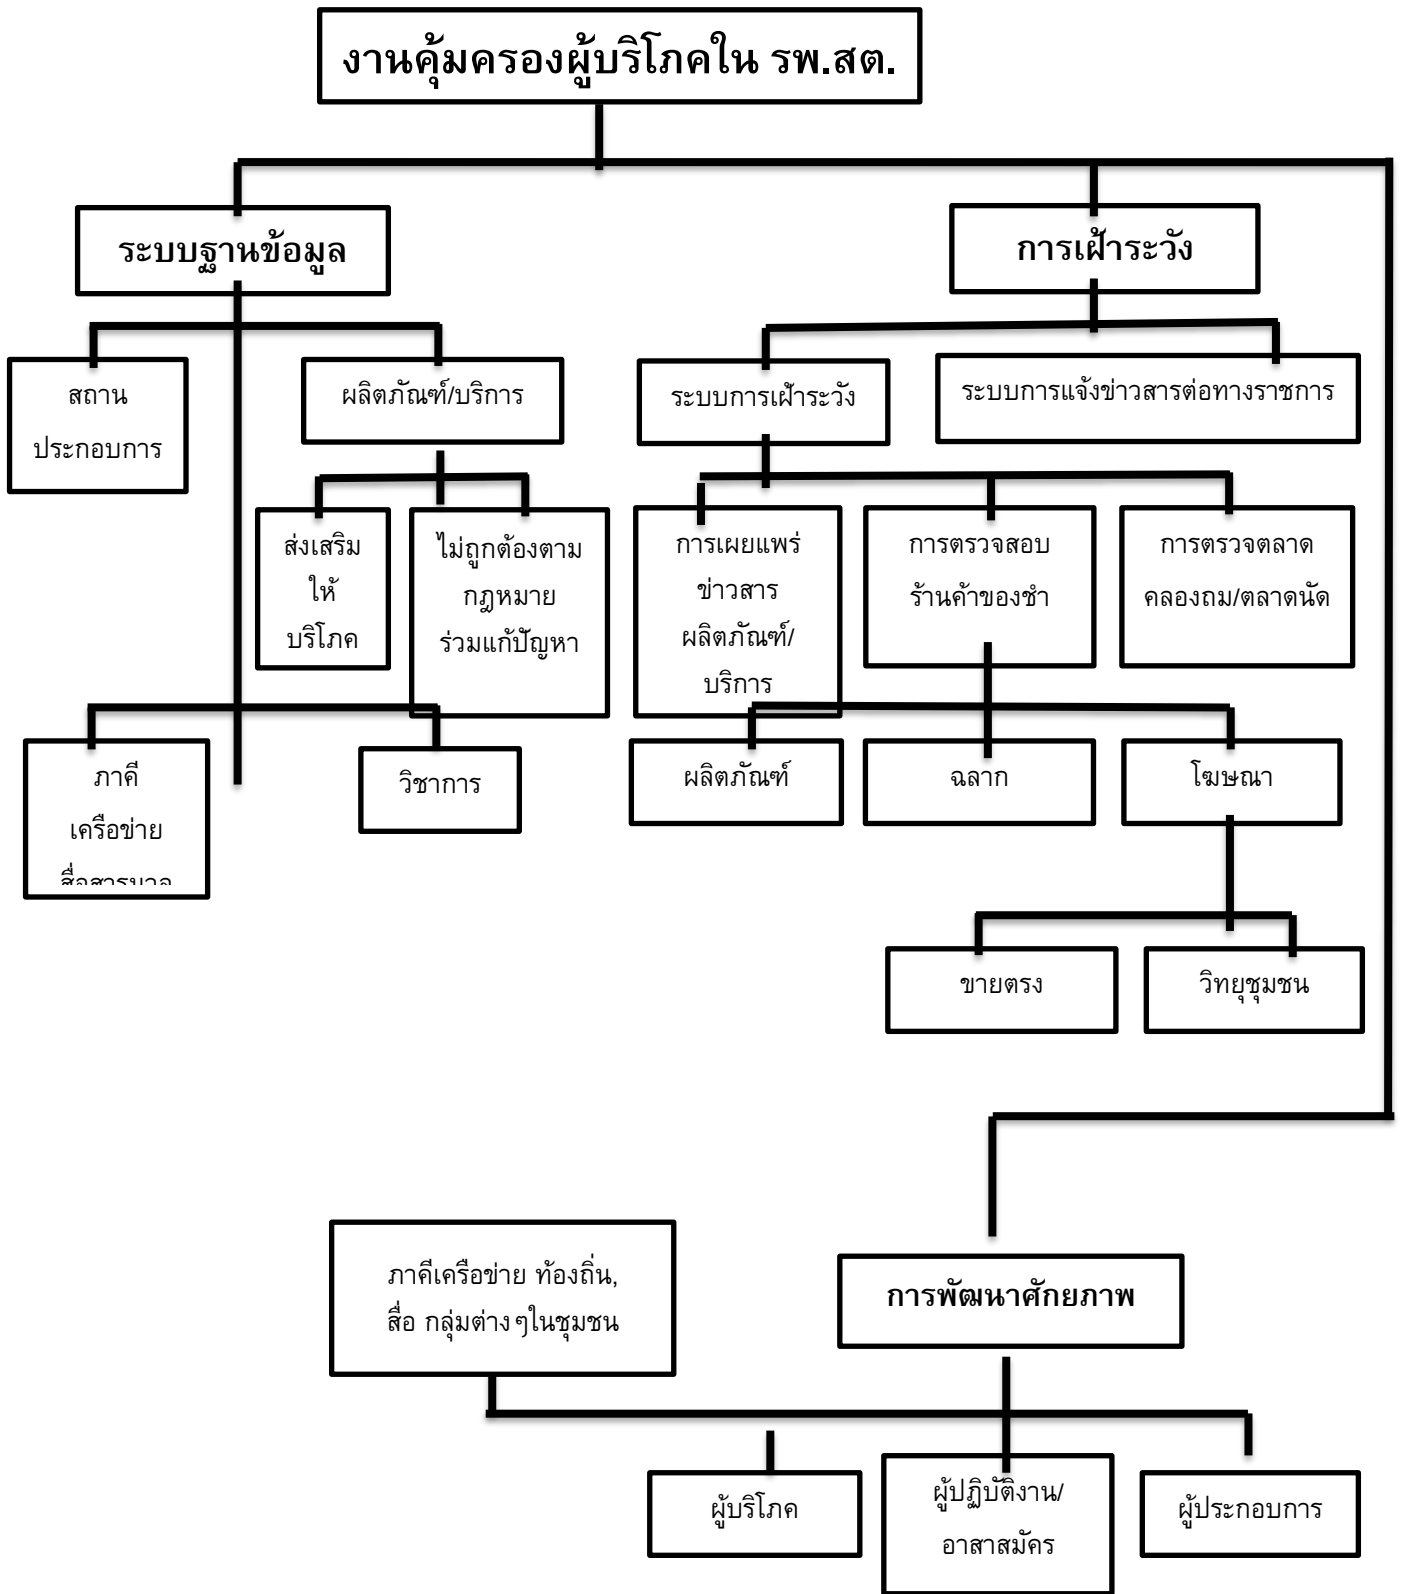 งานคุ้มครองผู้บริโภคใน รพ.สต.
ระบบฐานข้อมูล
การเฝ้าระวัง
สถาน
ประกอบการ
ผลิตภัณฑ์/บริการ
ระบบการเฝ้าระวัง
ระบบการแจ้งข่าวสารต่อทางราชการ
ส่งเสริม
ให้
บริโภค
ไม่ถูกต้องตาม
กฎหมาย
ร่วมแก้ปัญหา
การเผยแพร่
ข่าวสาร
ผลิตภัณฑ์/
บริการ
การตรวจสอบ
ร้านค้าของชำ
การตรวจตลาด
คลองถม/ตลาดนัด
ภาคี
เครือข่าย
วิชาการ
ผลิตภัณฑ์
ฉลาก
โฆษณา
ขายตรง
วิทยุชุมชน
ภาคีเครือข่าย ท้องถิ่น,
สื่อ กลุ่มต่างๆในชุมชน
การพัฒนาศักยภาพ
ผู้บริโภค
ผู้ปฏิบัติงาน/
อาสาสมัคร
ผู้ประกอบการ